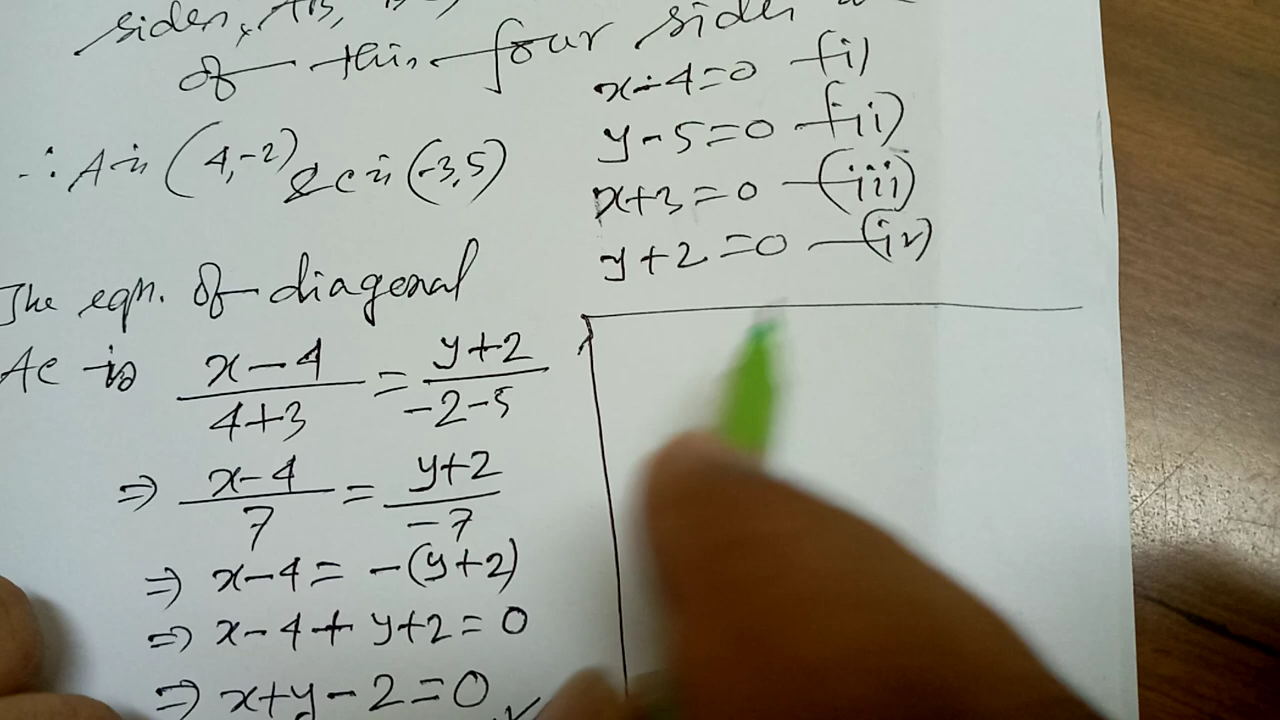 sides, AB,
of this four sides
x-4=0 —(i)
y-5=0 —(ii)
x+3=0 —(iii)
y+2=0 —(iv)
∴ A is (4,-2) & C is (-3,5)
The eqn. of diagonal
AC is (x-4)/(4+3) = (y+2)/(-2-5)
⇒ (x-4)/7 = (y+2)/(-7)
⇒ x-4 = -(y+2)
⇒ x-4+y+2=0
⇒ x+y-2=0